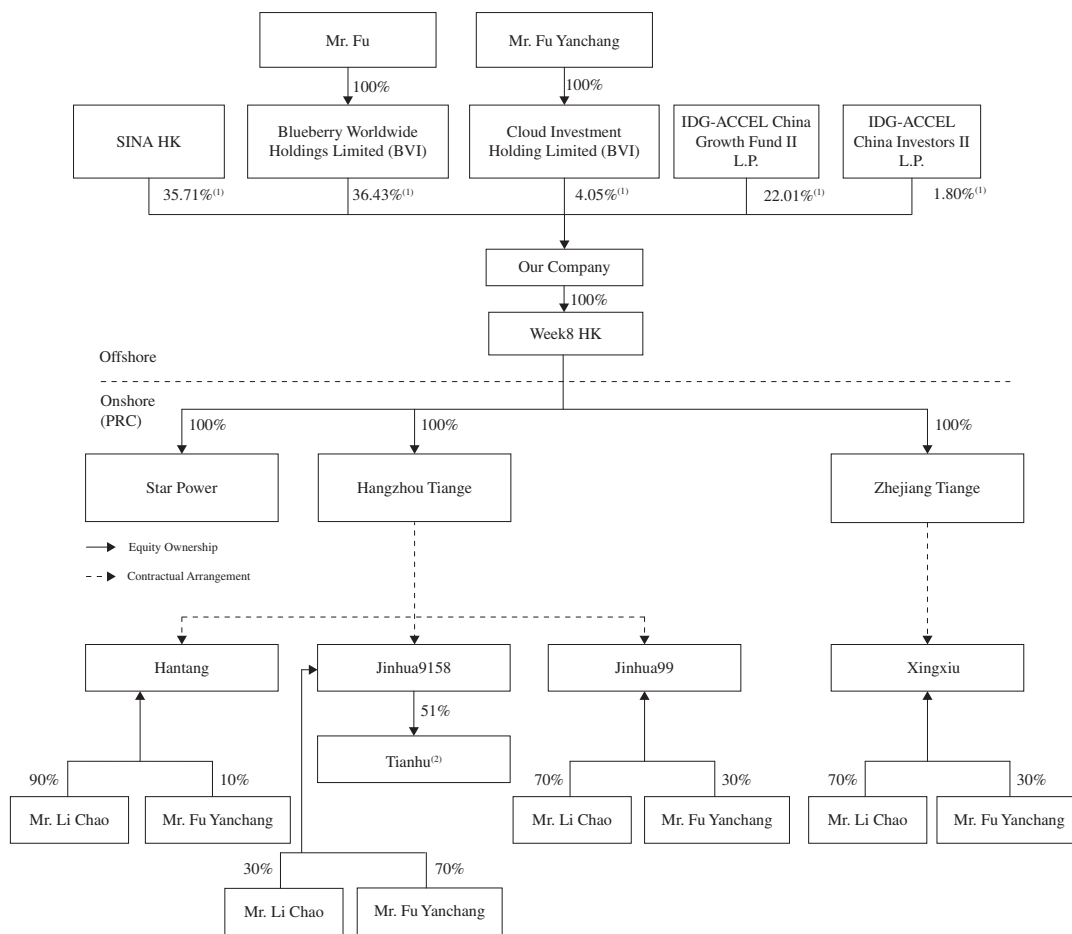 Mr. Fu
Mr. Fu Yanchang
100%
100%
SINA HK
Blueberry Worldwide
Holdings Limited (BVI)
Cloud Investment
Holding Limited (BVI)
IDG-ACCEL China
Growth Fund II
L.P.
IDG-ACCEL
China Investors II
L.P.
35.71%(1)
36.43%(1)
4.05%(1)
22.01%(1)
1.80%(1)
Our Company
100%
Week8 HK
Offshore
Onshore
(PRC)
100%
100%
100%
Star Power
Hangzhou Tiange
Zhejiang Tiange
Equity Ownership
Contractual Arrangement
Hantang
Jinhua9158
Jinhua99
Xingxiu
51%
Tianhu(2)
90%
10%
70%
30%
70%
30%
Mr. Li Chao
Mr. Fu Yanchang
Mr. Li Chao
Mr. Fu Yanchang
Mr. Li Chao
Mr. Fu Yanchang
30%
70%
Mr. Li Chao
Mr. Fu Yanchang